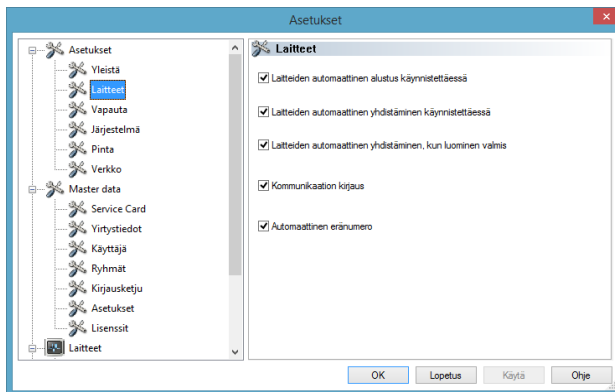 Asetukset
Asetukset
Yleistä
Laitteet
Vapauta
Järjestelmä
Pinta
Verkko
Master data
Service Card
Yirtystiedot
Käyttäjä
Ryhmät
Kirjausketju
Asetukset
Lisenssit
Laitteet
Laitteet
Laitteiden automaattinen alustus käynnistettäessä
Laitteiden automaattinen yhdistäminen käynnistettäessä
Laitteiden automaattinen yhdistäminen, kun luominen valmis
Kommunikaation kirjaus
Automaattinen eränumero
OK
Lopetus
Käytä
Ohje